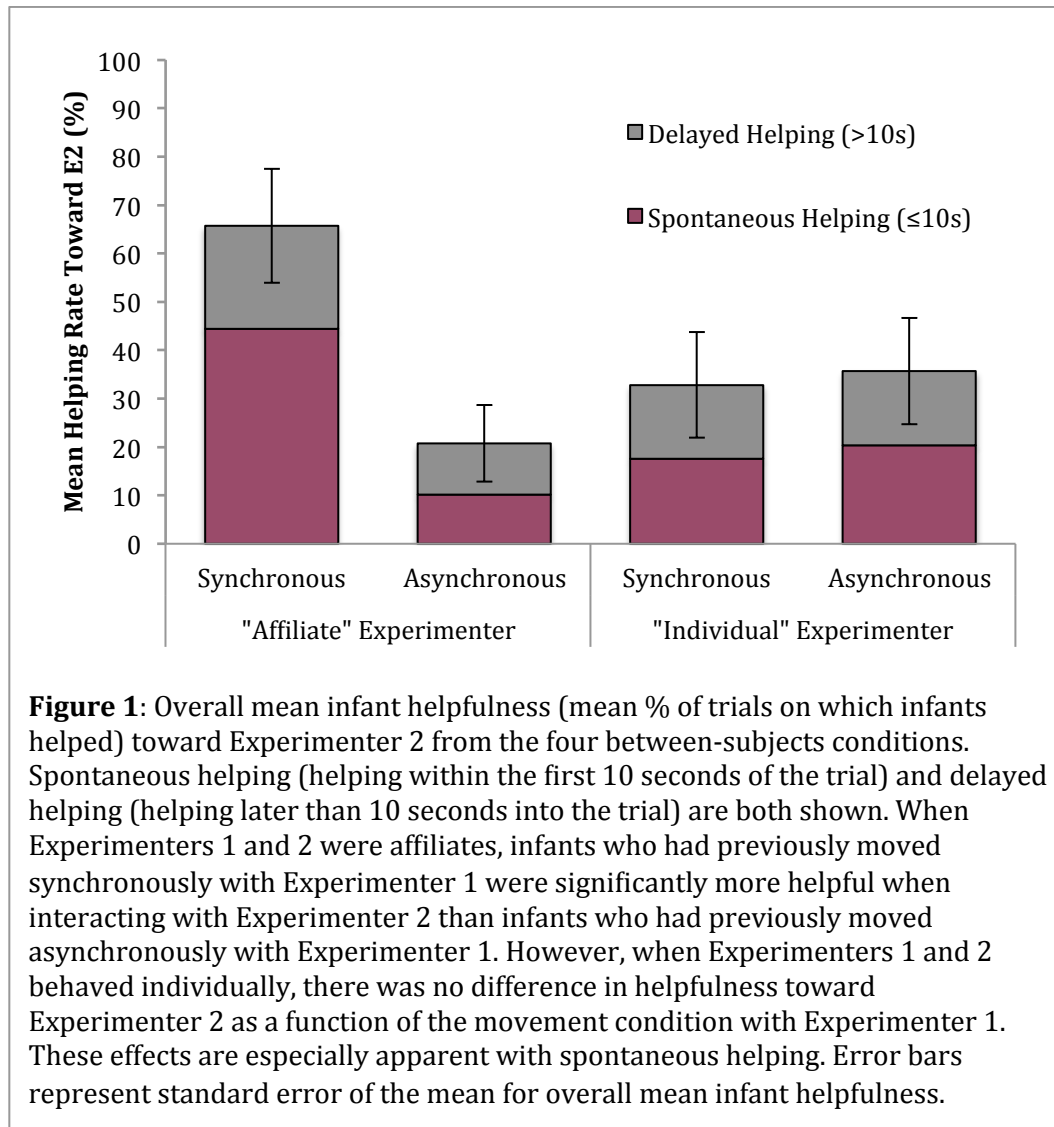 Mean Helping Rate Toward E2 (%)
100
90
80
70
60
50
40
30
20
10
0
Delayed Helping (>10s)
Spontaneous Helping (≤10s)
Synchronous Asynchronous Synchronous Asynchronous
"Affiliate" Experimenter "Individual" Experimenter
Figure 1: Overall mean infant helpfulness (mean % of trials on which infants
helped) toward Experimenter 2 from the four between-subjects conditions.
Spontaneous helping (helping within the first 10 seconds of the trial) and delayed
helping (helping later than 10 seconds into the trial) are both shown. When
Experimenters 1 and 2 were affiliates, infants who had previously moved
synchronously with Experimenter 1 were significantly more helpful when
interacting with Experimenter 2 than infants who had previously moved
asynchronously with Experimenter 1. However, when Experimenters 1 and 2
behaved individually, there was no difference in helpfulness toward
Experimenter 2 as a function of the movement condition with Experimenter 1.
These effects are especially apparent with spontaneous helping. Error bars
represent standard error of the mean for overall mean infant helpfulness.